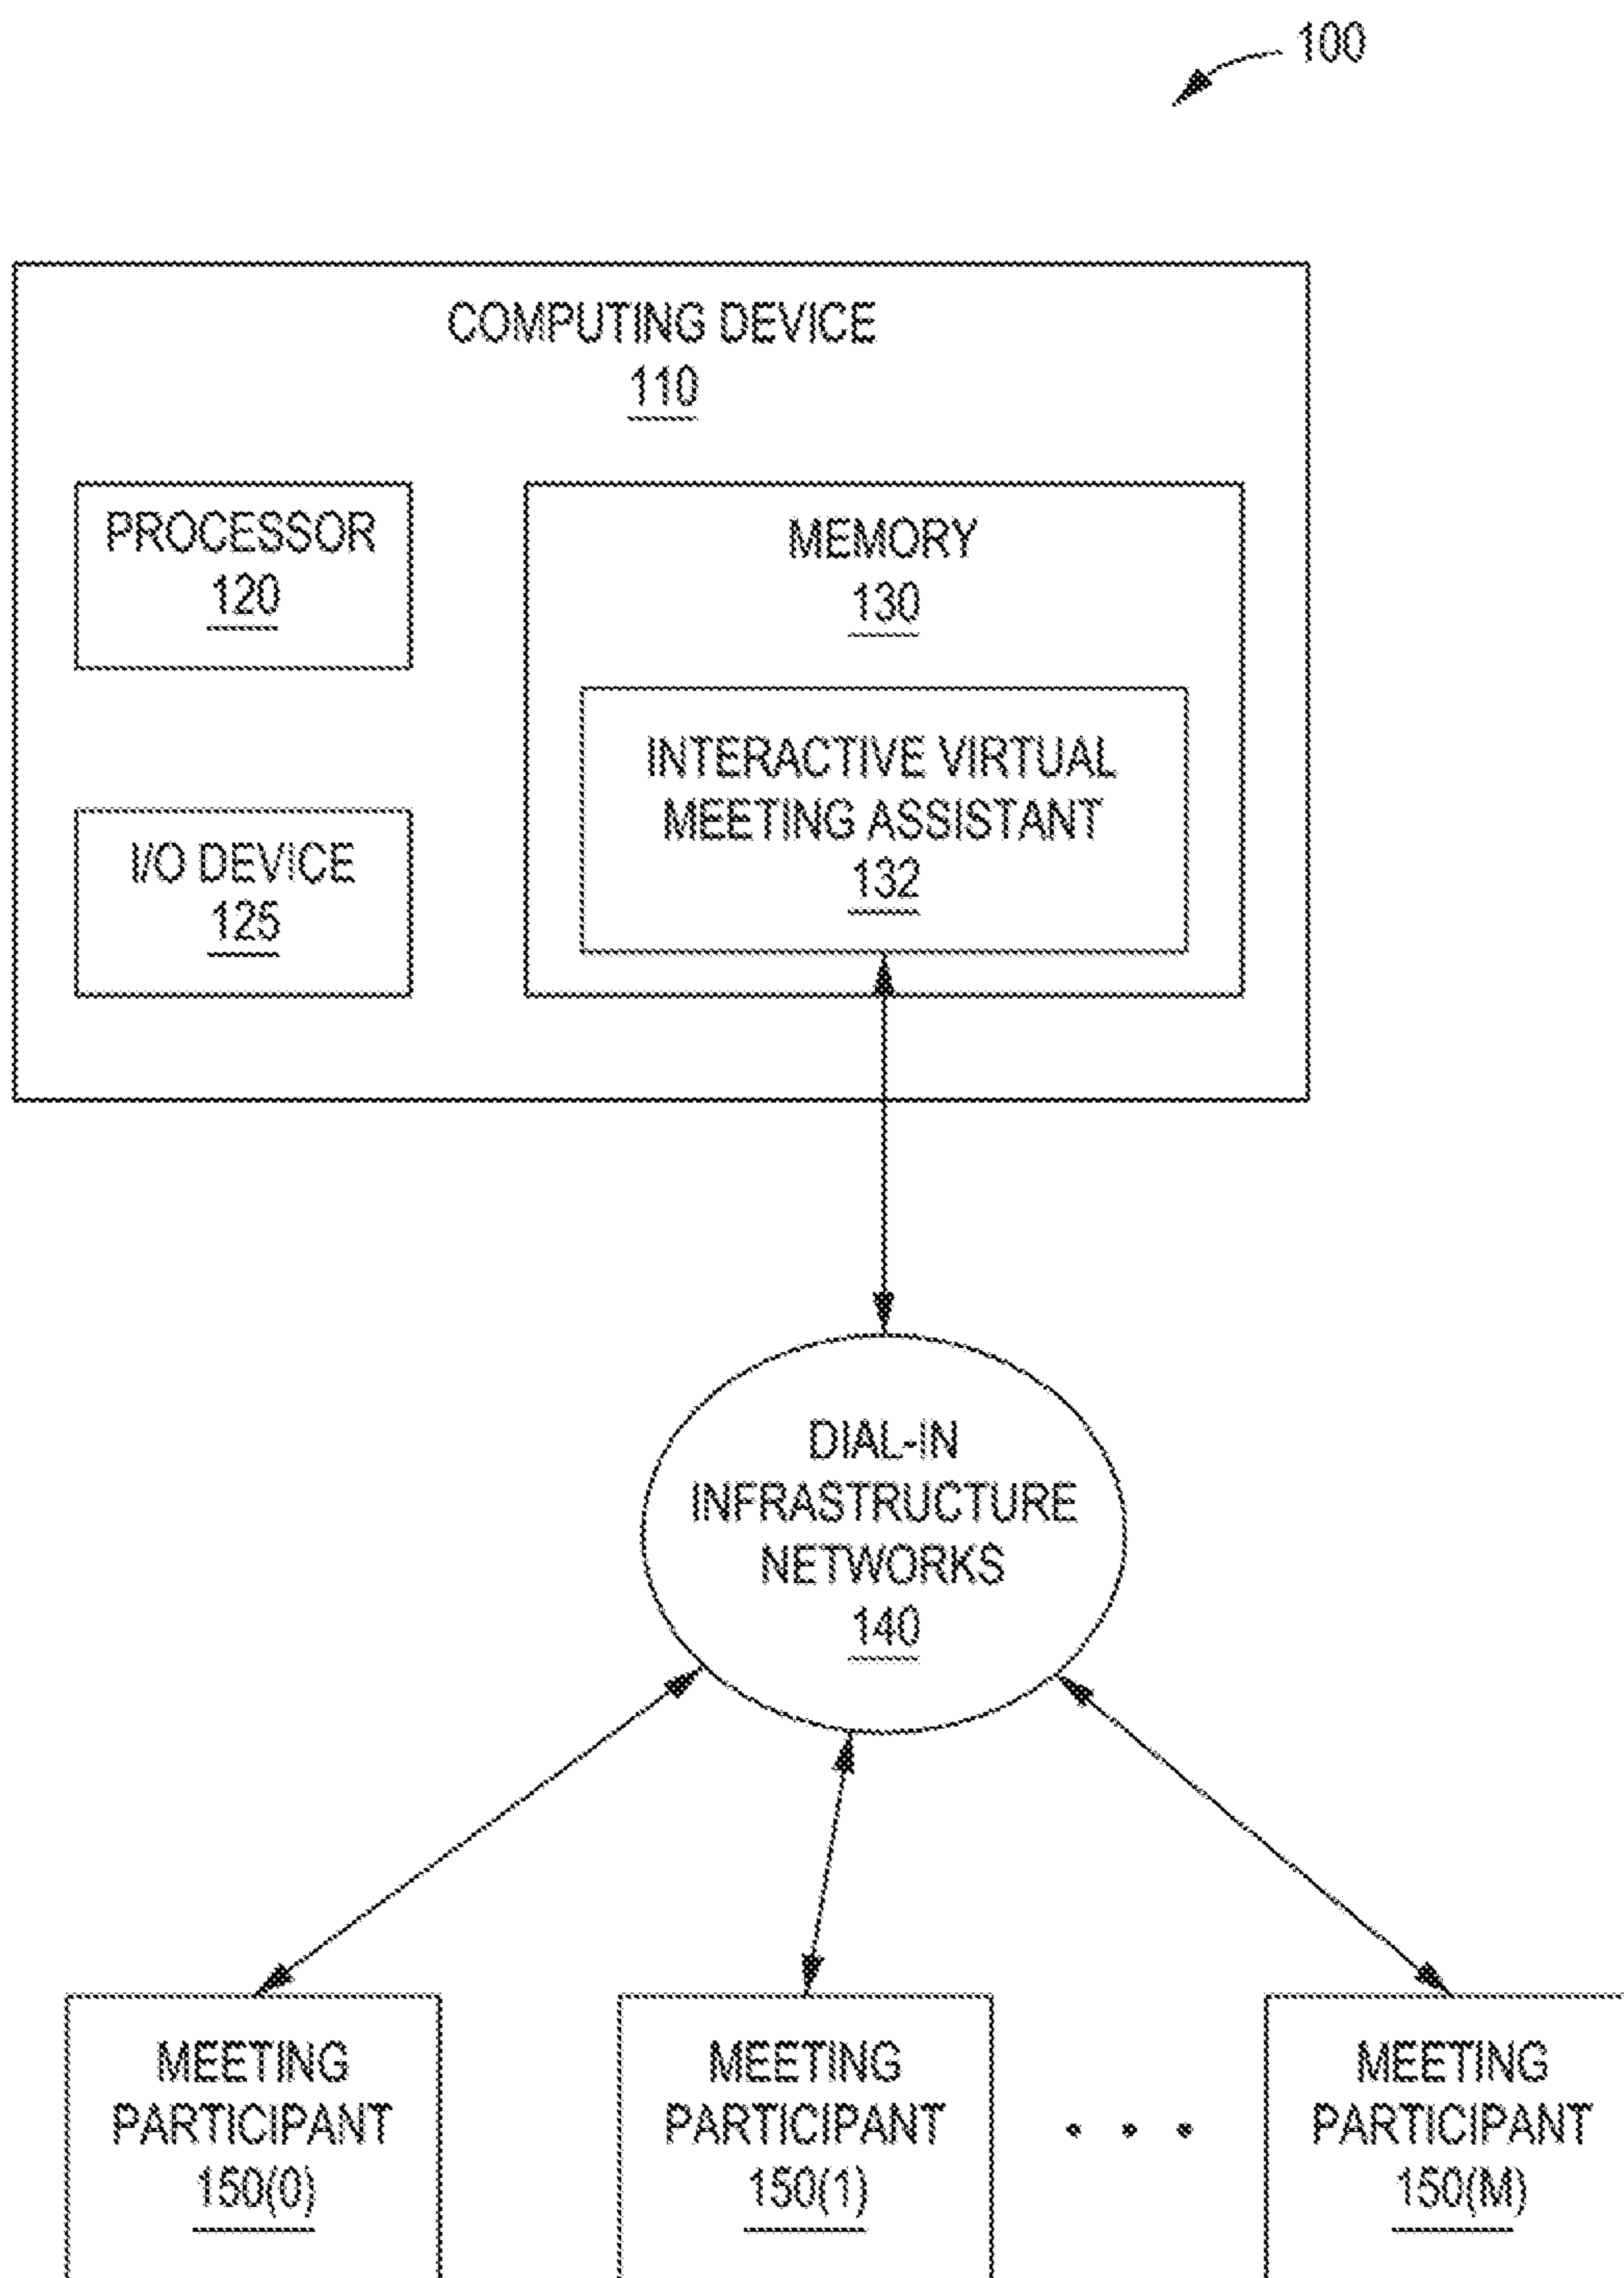 100
COMPUTING DEVICE
110
PROCESSOR
120
I/O DEVICE
125
MEMORY
130
INTERACTIVE VIRTUAL
MEETING ASSISTANT
132
DIAL-IN
INFRASTRUCTURE
NETWORKS
140
MEETING
PARTICIPANT
150(0)
MEETING
PARTICIPANT
150(1)
• • •
MEETING
PARTICIPANT
150(M)